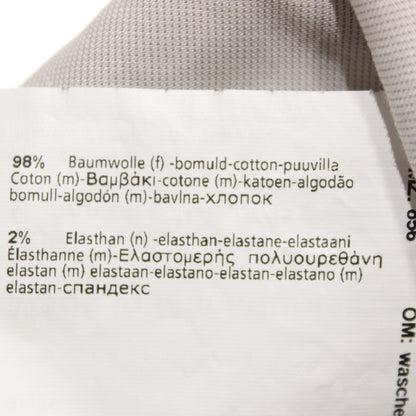 98% Baumwolle (f) -bomuld-cotton-puuvilla
Coton (m)-Βαμβάκι-cotone (m)-katoen-algodão
bomull-algodón (m)-bavlna-хлопок
2% Elasthan (n) -elasthan-elastane-elastaani
Élasthanne (m)-Ελαστομερής πολυουρεθάνη
elastan (m) elastaan-elastano-elastan-elastano (m)
elastan-спандекс
OM: wasche